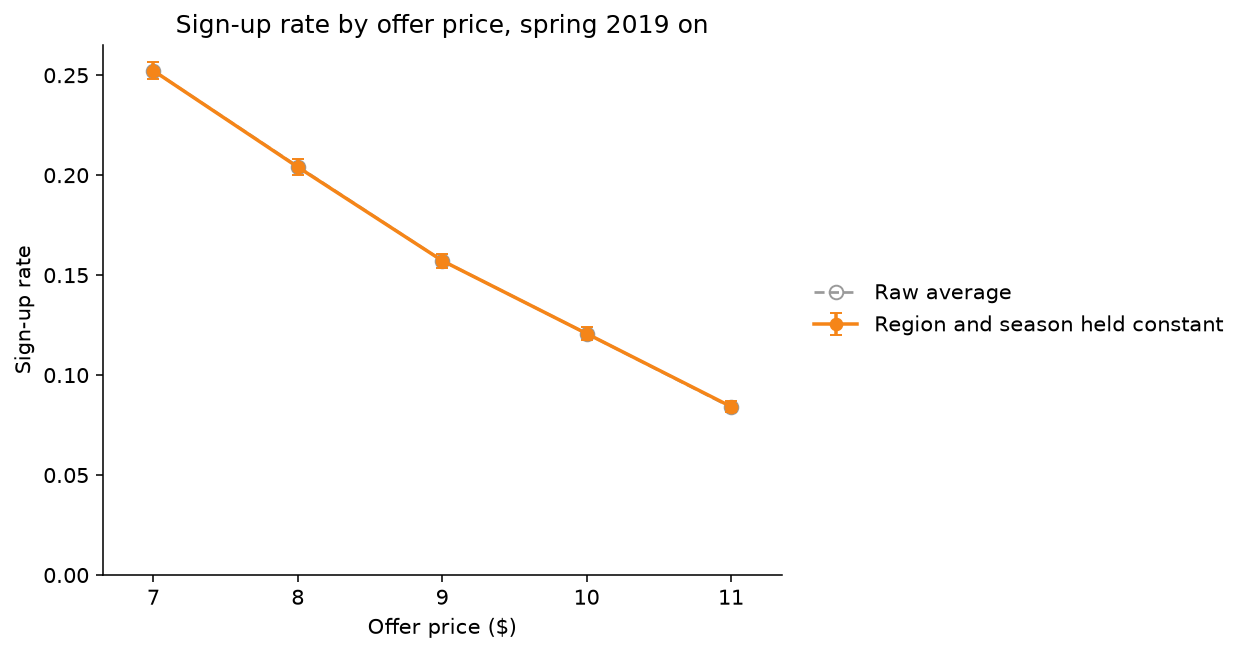 Sign-up rate by offer price, spring 2019 on
0.25
0.20
0.15
0.10
0.05
0.00
Sign-up rate
7 8 9 10 11
Offer price ($)
Raw average
Region and season held constant